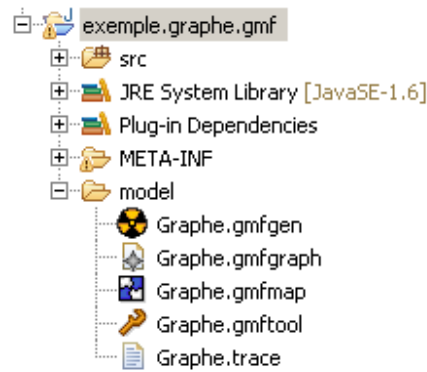 exemple.graphe.gmf
src
JRE System Library [JavaSE-1.6]
Plug-in Dependencies
META-INF
model
Graphe.gmfgen
Graphe.gmfgraph
Graphe.gmfmap
Graphe.gmftool
Graphe.trace